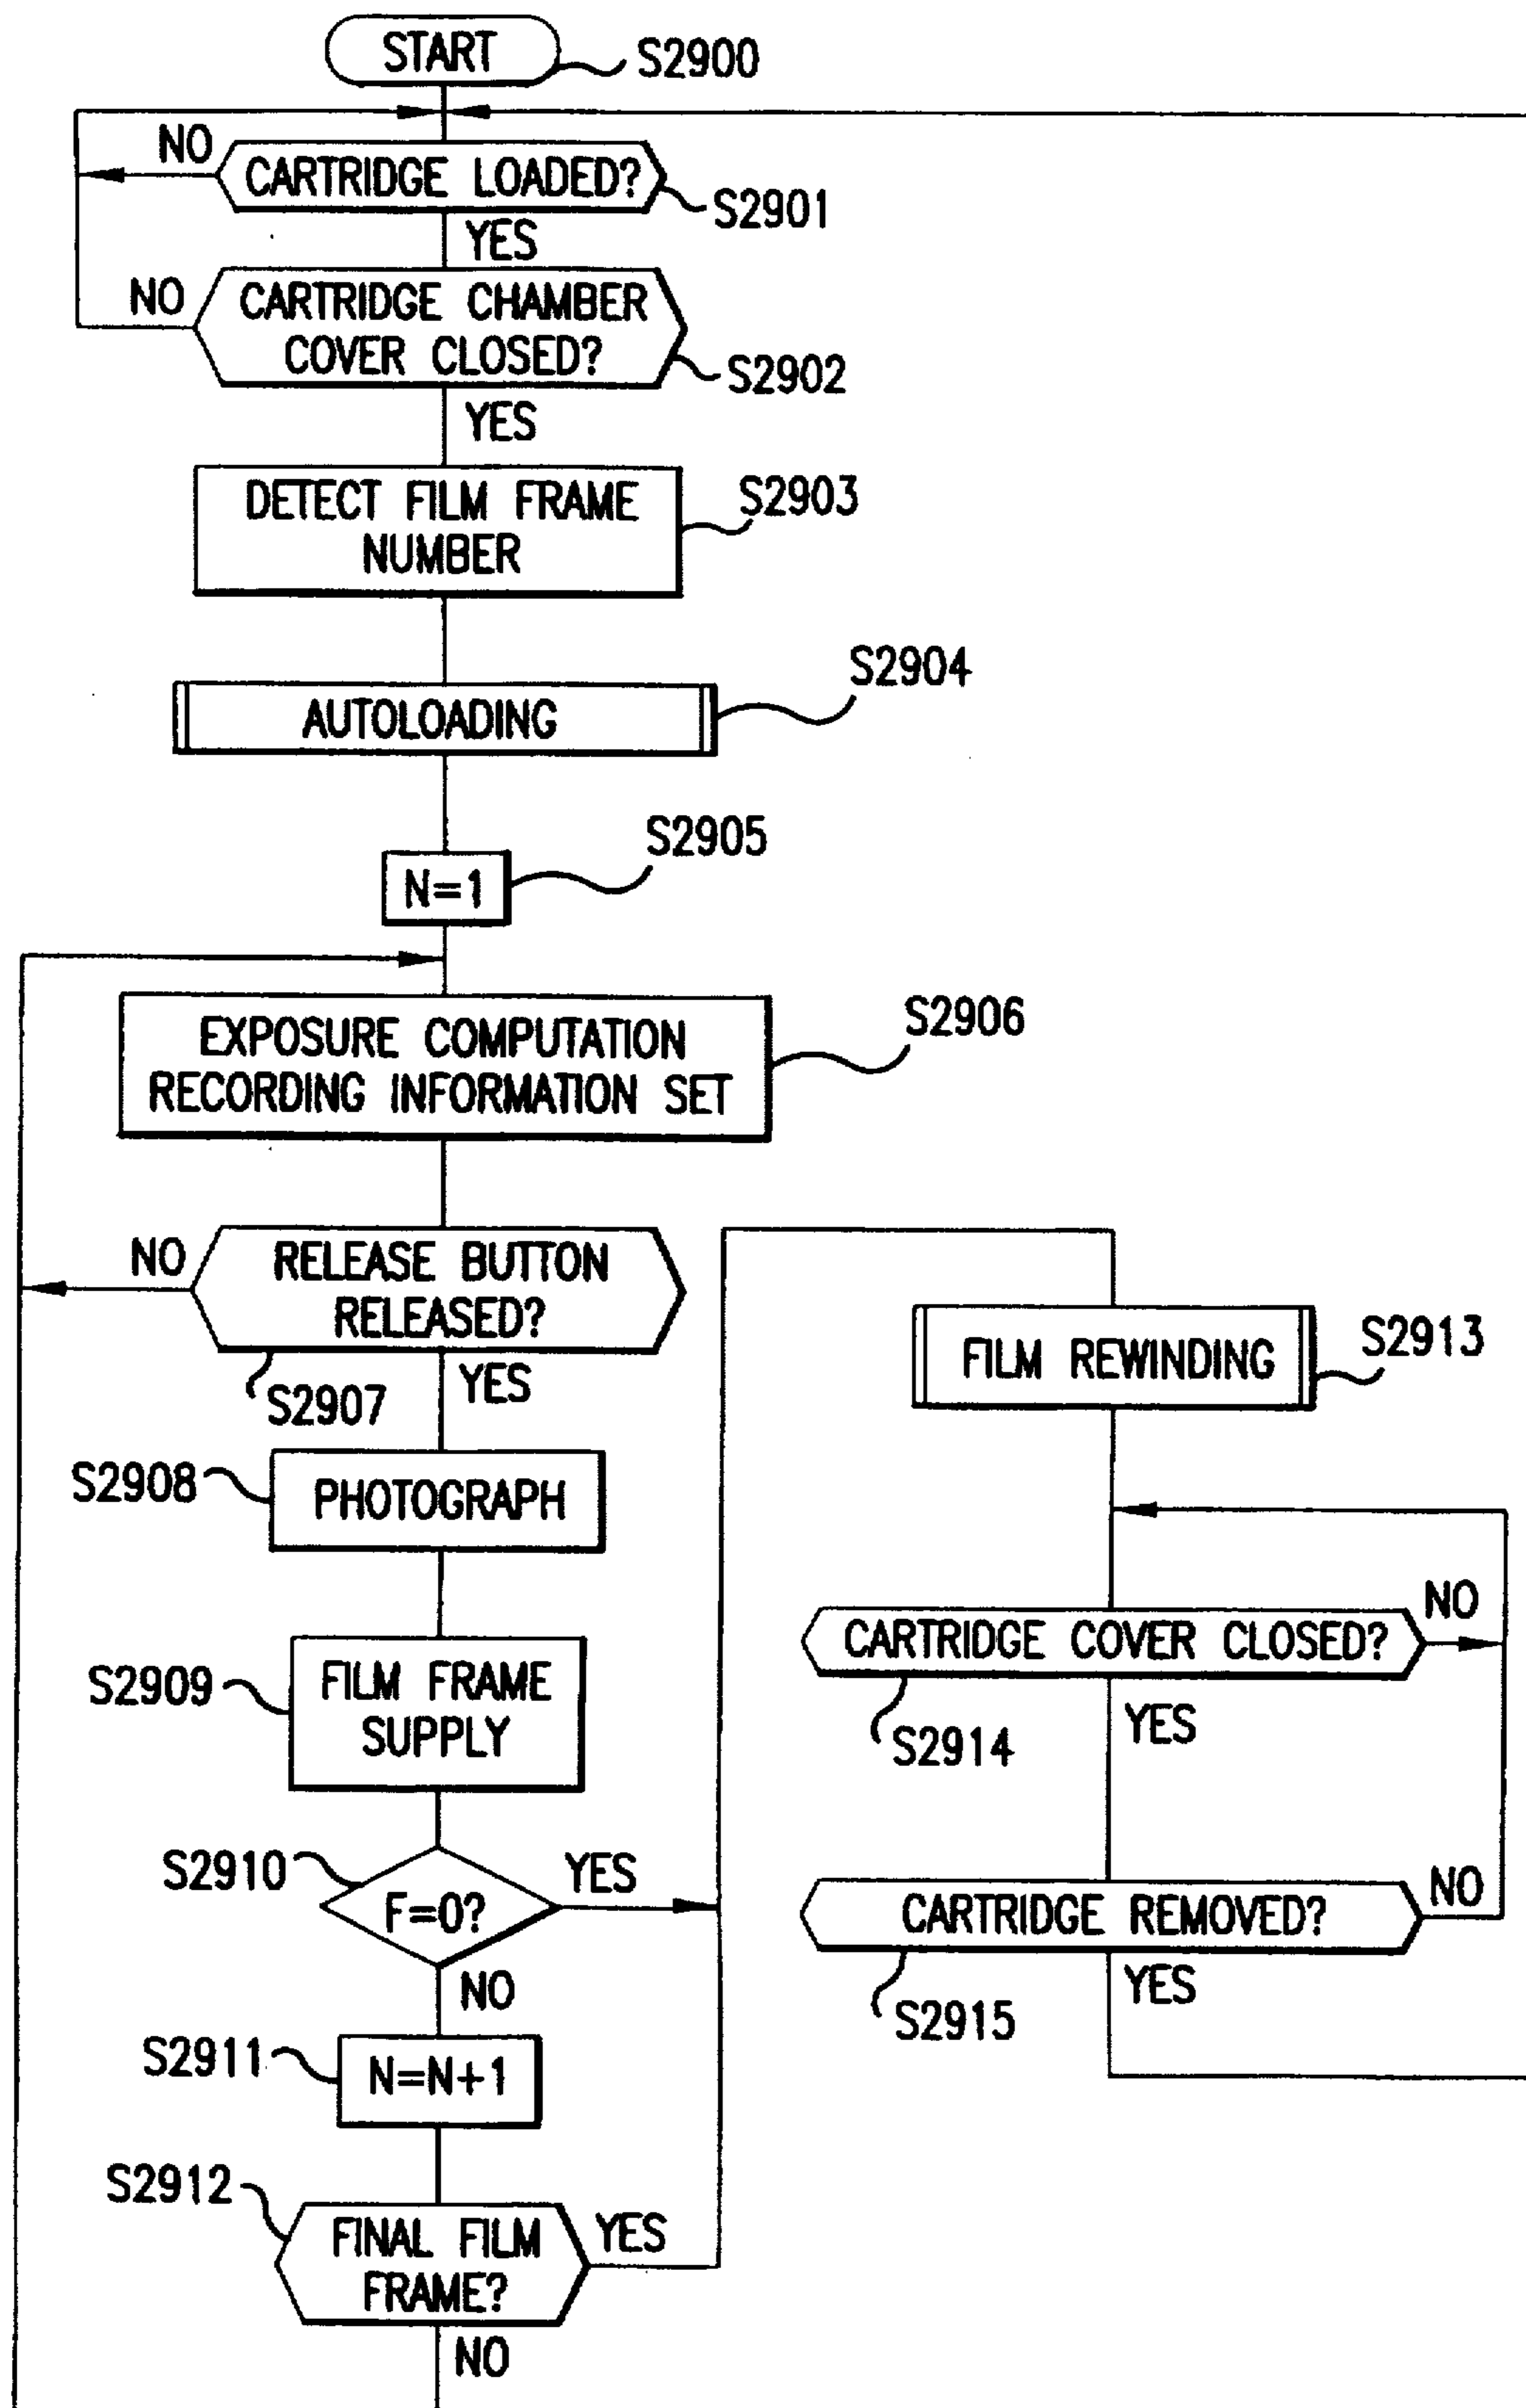 START
S2900
NO
CARTRIDGE LOADED?
S2901
YES
NO
CARTRIDGE CHAMBER
COVER CLOSED?
S2902
YES
DETECT FILM FRAME
NUMBER
S2903
AUTOLOADING
S2904
N=1
S2905
EXPOSURE COMPUTATION
RECORDING INFORMATION SET
S2906
NO
RELEASE BUTTON
RELEASED?
S2907
YES
S2908
PHOTOGRAPH
S2909
FILM FRAME
SUPPLY
S2910
F=0?
YES
NO
S2911
N=N+1
S2912
FINAL FILM
FRAME?
YES
NO
FILM REWINDING
S2913
CARTRIDGE COVER CLOSED?
NO
S2914
YES
CARTRIDGE REMOVED?
NO
S2915
YES